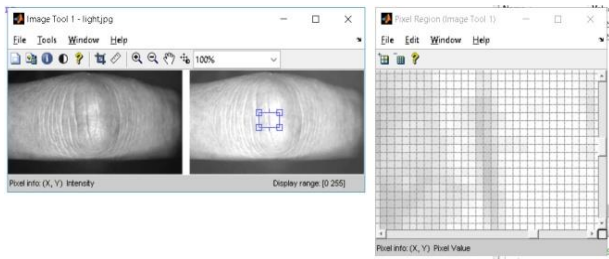 Image Tool 1 - light.jpg
File Tools Window Help
100%
Pixel info: (X, Y) Intensity
Display range: [0 255]
Pixel Region (Image Tool 1)
File Edit Window Help
Pixel info: (X, Y) Pixel Value